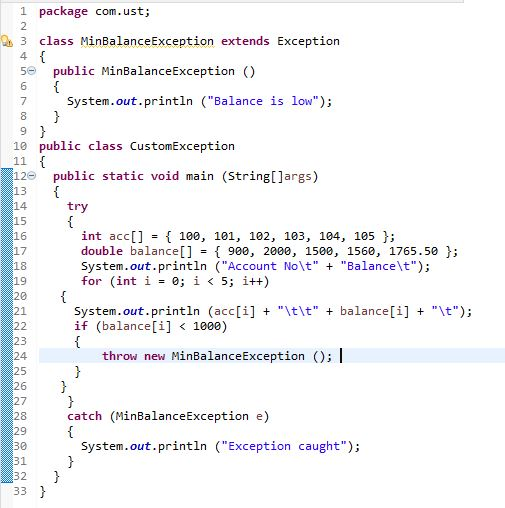 1 package com.ust;
2
3 class MinBalanceException extends Exception
4 {
5 public MinBalanceException ()
6 {
7 System.out.println ("Balance is low");
8 }
9 }
10 public class CustomException
11 {
12 public static void main (String[]args)
13 {
14 try
15 {
16 int acc[] = { 100, 101, 102, 103, 104, 105 };
17 double balance[] = { 900, 2000, 1500, 1560, 1765.50 };
18 System.out.println ("Account No\t" + "Balance\t");
19 for (int i = 0; i < 5; i++)
20 {
21 System.out.println (acc[i] + "\t\t" + balance[i] + "\t");
22 if (balance[i] < 1000)
23 {
24 throw new MinBalanceException ();
25 }
26 }
27 }
28 catch (MinBalanceException e)
29 {
30 System.out.println ("Exception caught");
31 }
32 }
33 }